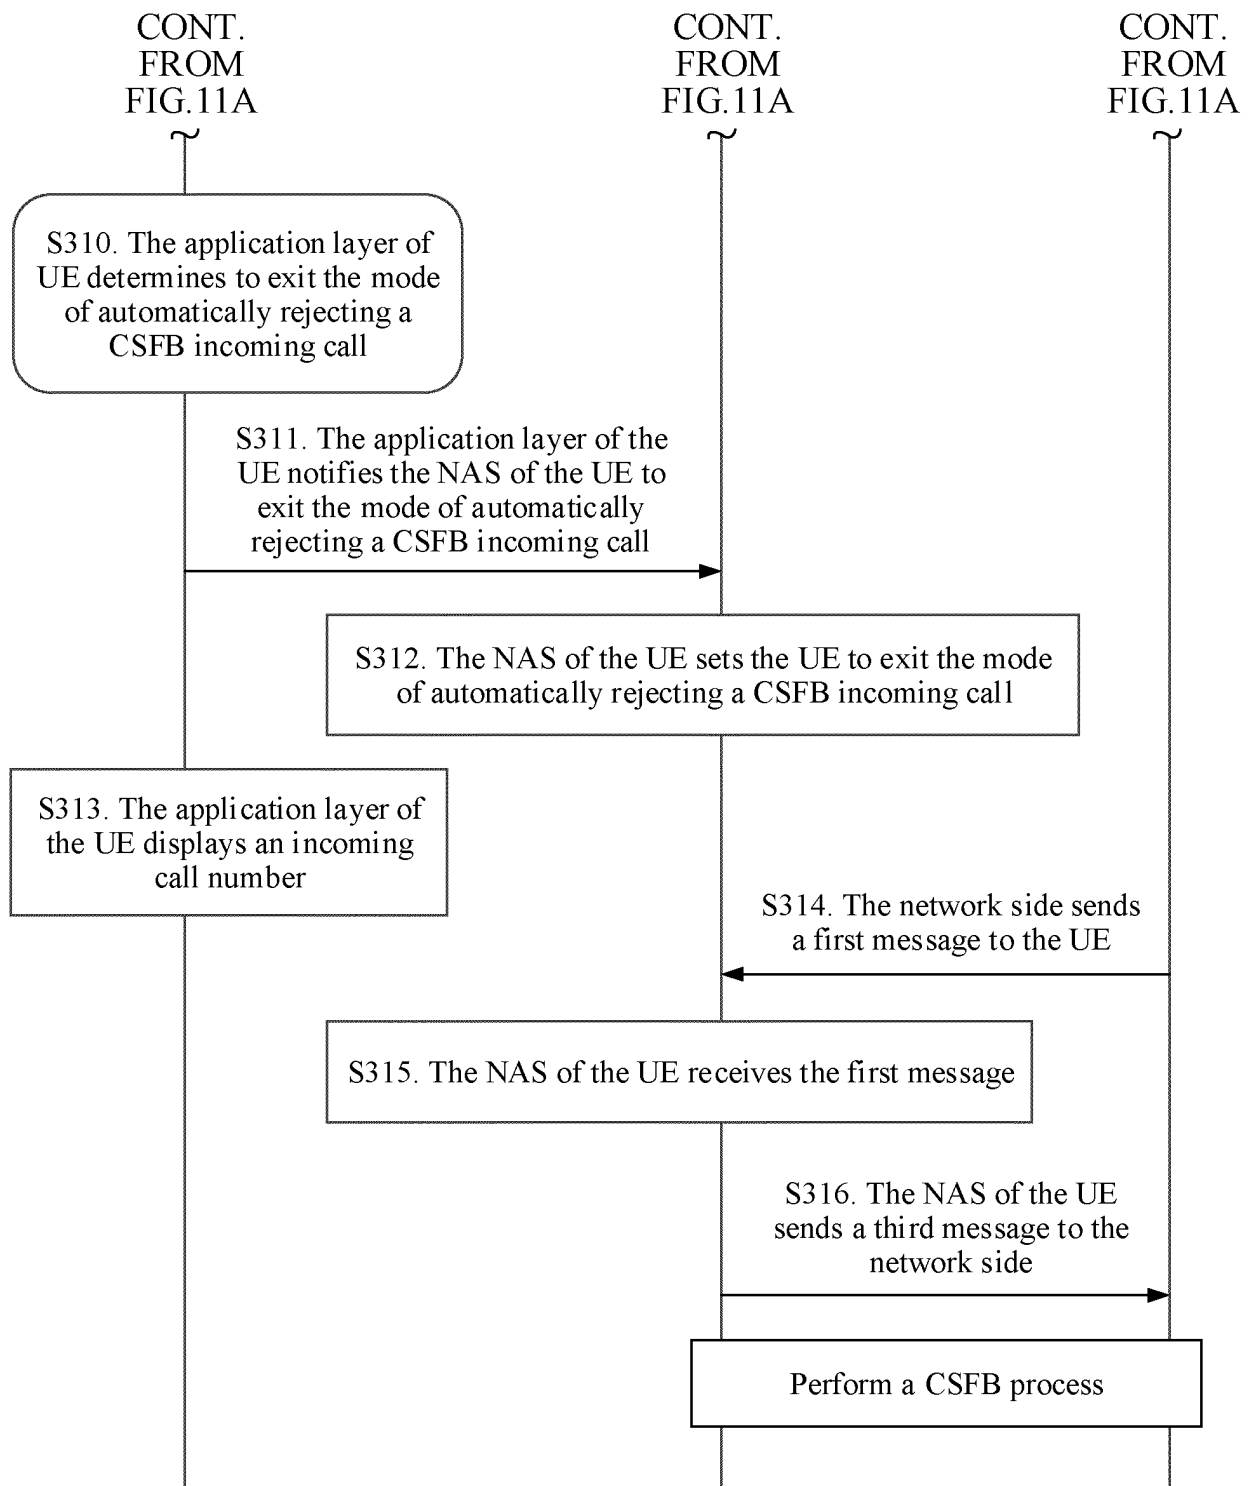 CONT.
FROM
FIG.11A
CONT.
FROM
FIG.11A
CONT.
FROM
FIG.11A
S310. The application layer of
UE determines to exit the mode
of automatically rejecting a
CSFB incoming call
S311. The application layer of the
UE notifies the NAS of the UE to
exit the mode of automatically
rejecting a CSFB incoming call
S312. The NAS of the UE sets the UE to exit the mode
of automatically rejecting a CSFB incoming call
S313. The application layer of
the UE displays an incoming
call number
S314. The network side sends
a first message to the UE
S315. The NAS of the UE receives the first message
S316. The NAS of the UE
sends a third message to the
network side
Perform a CSFB process